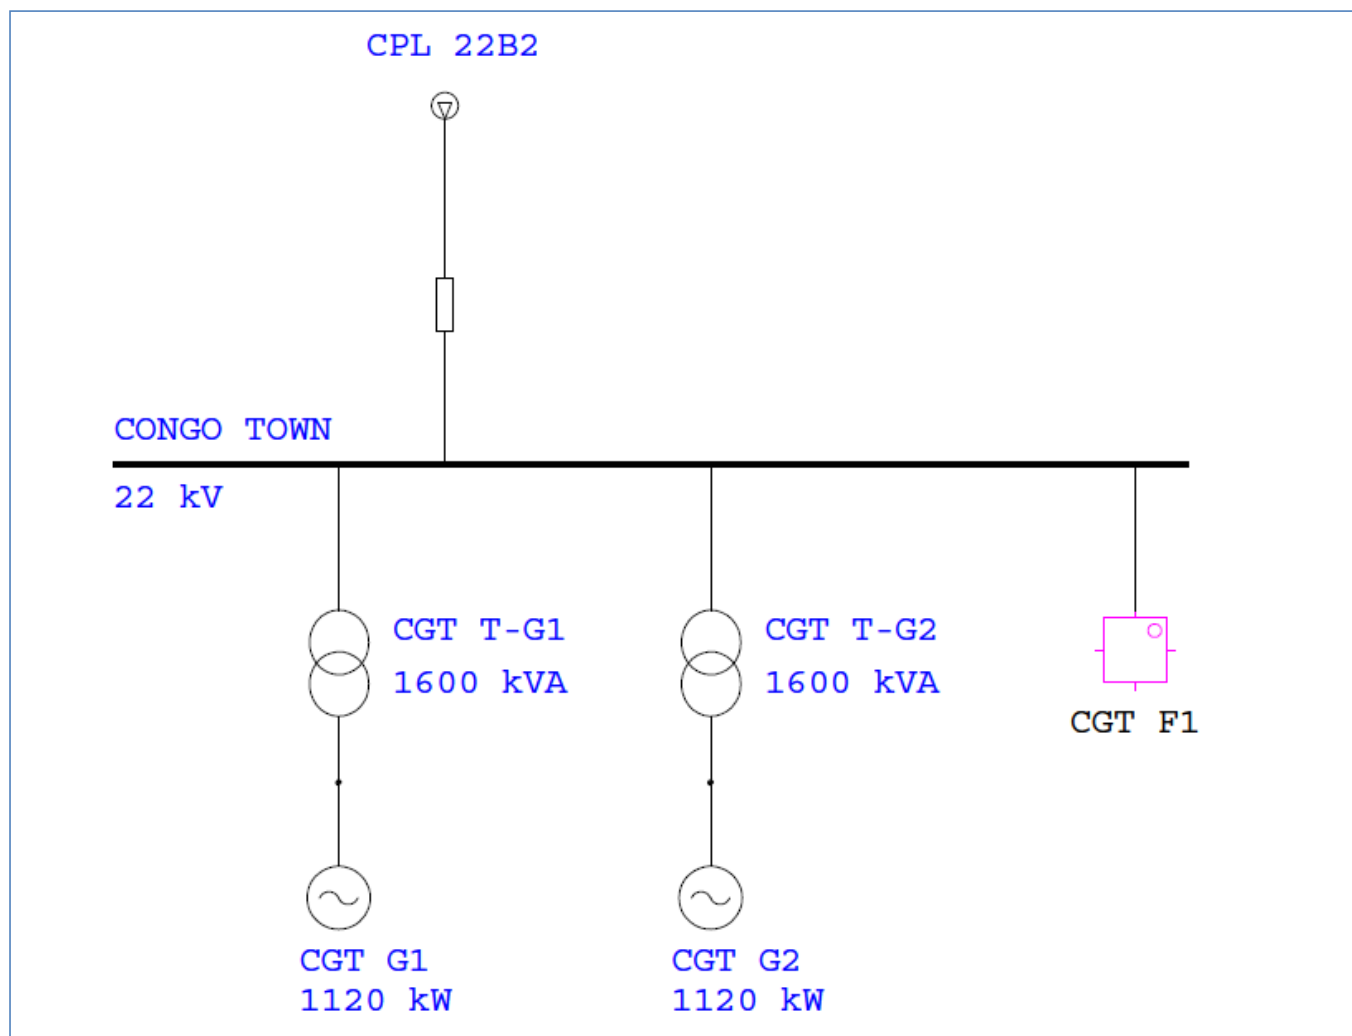 CPL 22B2
CONGO TOWN
22 kV
CGT T-G1
1600 kVA
CGT T-G2
1600 kVA
CGT F1
CGT G1
1120 kW
CGT G2
1120 kW